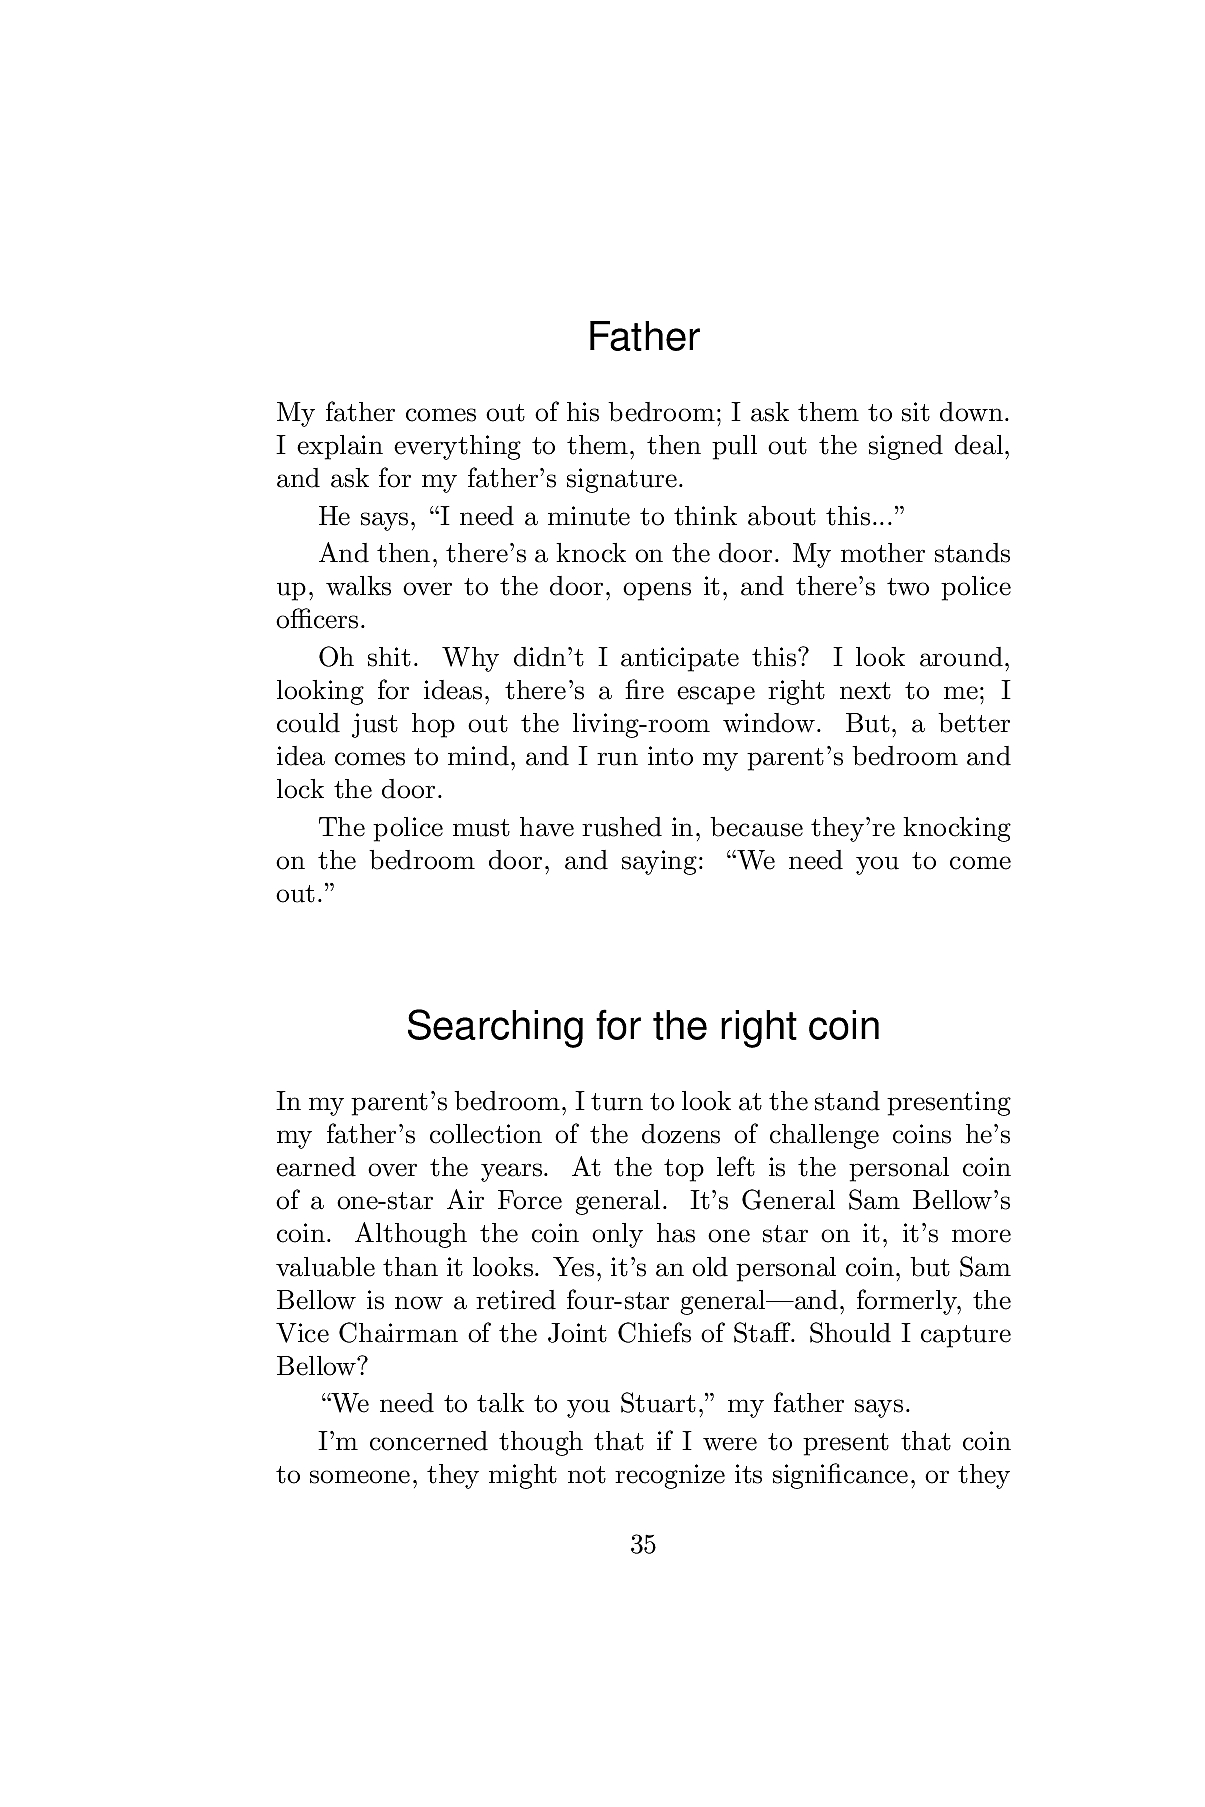 Father
My father comes out of his bedroom; I ask them to sit down.
I explain everything to them, then pull out the signed deal,
and ask for my father’s signature.
He says, “I need a minute to think about this...”
And then, there’s a knock on the door. My mother stands
up, walks over to the door, opens it, and there’s two police
officers.
Oh shit. Why didn’t I anticipate this? I look around,
looking for ideas, there’s a fire escape right next to me; I
could just hop out the living-room window. But, a better
idea comes to mind, and I run into my parent’s bedroom and
lock the door.
The police must have rushed in, because they’re knocking
on the bedroom door, and saying: “We need you to come
out.”
Searching for the right coin
In my parent’s bedroom, I turn to look at the stand presenting
my father’s collection of the dozens of challenge coins he’s
earned over the years. At the top left is the personal coin
of a one-star Air Force general. It’s General Sam Bellow’s
coin. Although the coin only has one star on it, it’s more
valuable than it looks. Yes, it’s an old personal coin, but Sam
Bellow is now a retired four-star general—and, formerly, the
Vice Chairman of the Joint Chiefs of Staff. Should I capture
Bellow?
“We need to talk to you Stuart,” my father says.
I’m concerned though that if I were to present that coin
to someone, they might not recognize its significance, or they
35